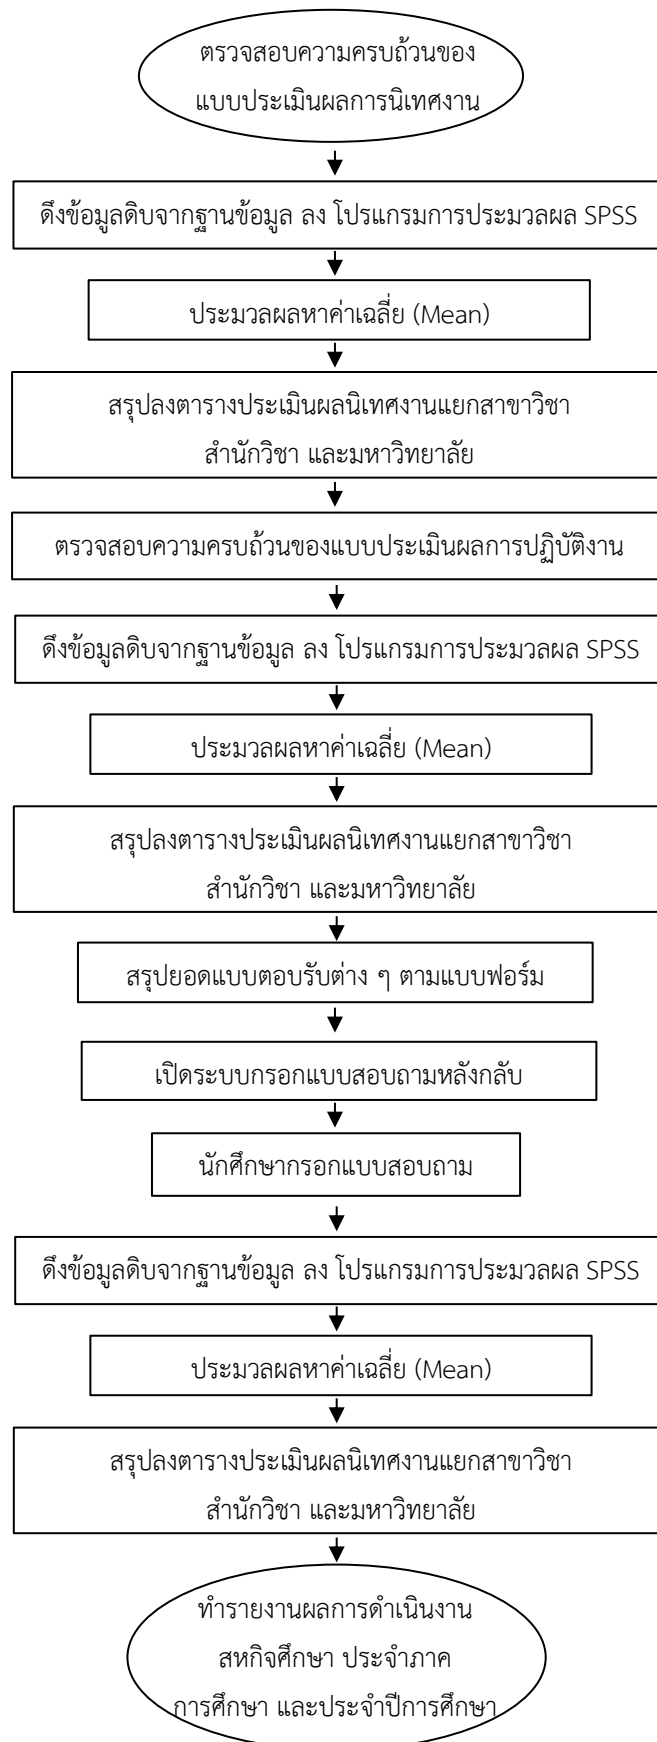 ตรวจสอบความครบถ้วนของ
แบบประเมินผลการนิเทศงาน
ดึงข้อมูลดิบจากฐานข้อมูล ลง โปรแกรมการประมวลผล SPSS
ประมวลผลหาค่าเฉลี่ย (Mean)
สรุปลงตารางประเมินผลนิเทศงานแยกสาขาวิชา
สำนักวิชา และมหาวิทยาลัย
ตรวจสอบความครบถ้วนของแบบประเมินผลการปฏิบัติงาน
ดึงข้อมูลดิบจากฐานข้อมูล ลง โปรแกรมการประมวลผล SPSS
ประมวลผลหาค่าเฉลี่ย (Mean)
สรุปลงตารางประเมินผลนิเทศงานแยกสาขาวิชา
สำนักวิชา และมหาวิทยาลัย
สรุปยอดแบบตอบรับต่าง ๆ ตามแบบฟอร์ม
เปิดระบบกรอกแบบสอบถามหลังกลับ
นักศึกษากรอกแบบสอบถาม
ดึงข้อมูลดิบจากฐานข้อมูล ลง โปรแกรมการประมวลผล SPSS
ประมวลผลหาค่าเฉลี่ย (Mean)
สรุปลงตารางประเมินผลนิเทศงานแยกสาขาวิชา
สำนักวิชา และมหาวิทยาลัย
ทำรายงานผลการดำเนินงาน
สหกิจศึกษา ประจำภาค
การศึกษา และประจำปีการศึกษา